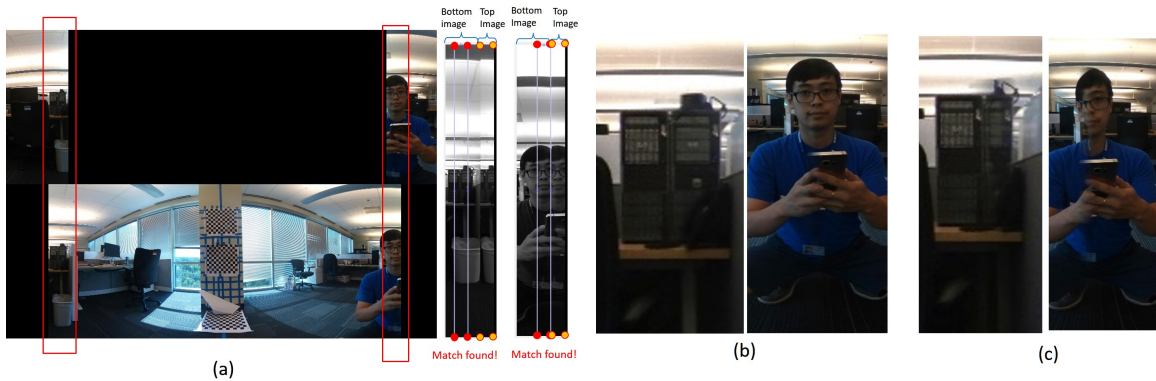 Bottom
image
Top
Image
Bottom
Image
Top
Image
Match found!
Match found!
(a)
(b)
(c)